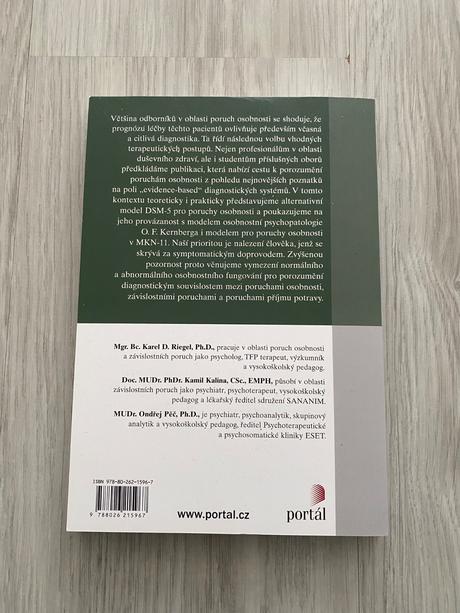 Většina odborníků v oblasti poruch osobnosti se shoduje, že
prognózu léčby těchto pacientů ovlivňuje především včasná
a citlivá diagnostika. Ta řídí následnou volbu vhodných
terapeutických postupů. Nejen profesionálům v oblasti
duševního zdraví, ale i studentům příslušných oborů
předkládáme publikaci, která nabízí cestu k porozumění
poruchám osobnosti z pohledu nejnovějších poznatků
na poli „evidence-based" diagnostických systémů. V tomto
kontextu teoreticky i prakticky představujeme alternativní
model DSM-5 pro poruchy osobnosti a poukazujeme na
jeho provázanost s modelem osobnostní psychopatologie
O. F. Kernberga i modelem pro poruchy osobnosti
v MKN-11. Naší prioritou je nalezení člověka, jenž se
skrývá za symptomatickým doprovodem. Zvýšenou
pozornost proto věnujeme vymezení normálního
a abnormálního osobnostního fungování pro porozumění
diagnostickým souvislostem mezi poruchami osobnosti,
závislostními poruchami a poruchami příjmu potravy.
Mgr. Bc. Karel D. Riegel, Ph.D., pracuje v oblasti poruch osobnosti
a závislostních poruch jako psycholog, TFP terapeut, výzkumník
a vysokoškolský pedagog.
Doc. MUDr. PhDr. Kamil Kalina, CSc., EMPH, působí v oblasti
závislostních poruch jako psychiatr, psychoterapeut, vysokoškolský
pedagog a lékařský ředitel sdružení SANANIM.
MUDr. Ondřej Pěč, Ph.D., je psychiatr, psychoanalytik, skupinový
analytik a vysokoškolský pedagog, ředitel Psychoterapeutické
a psychosomatické kliniky ESET.
ISBN 978-80-262-1596-7
9 788026 215967
www.portal.cz
portál